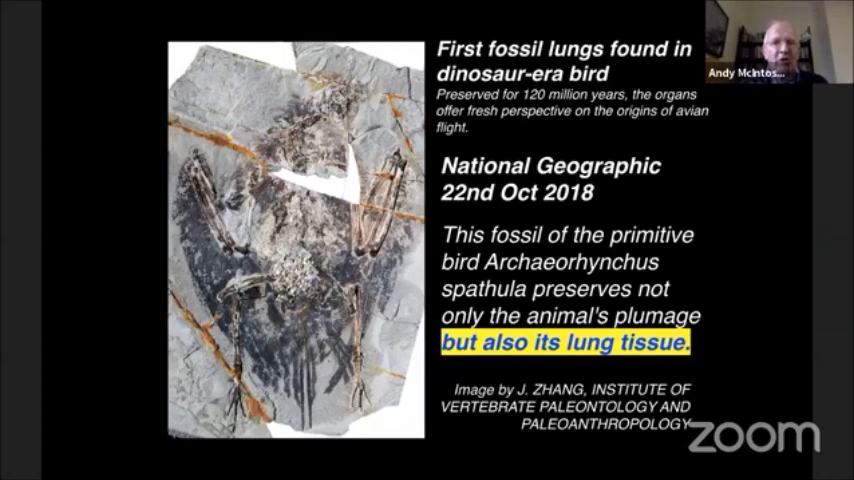 First fossil lungs found in
dinosaur-era bird
Preserved for 120 million years, the organs
offer fresh perspective on the origins of avian
flight.
National Geographic
22nd Oct 2018
This fossil of the primitive
bird Archaeorhynchus
spathula preserves not
only the animal's plumage
but also its lung tissue.
Image by J. ZHANG, INSTITUTE OF
VERTEBRATE PALEONTOLOGY AND
PALEOANTHROPOLOGY
Andy McIntos...
zoom